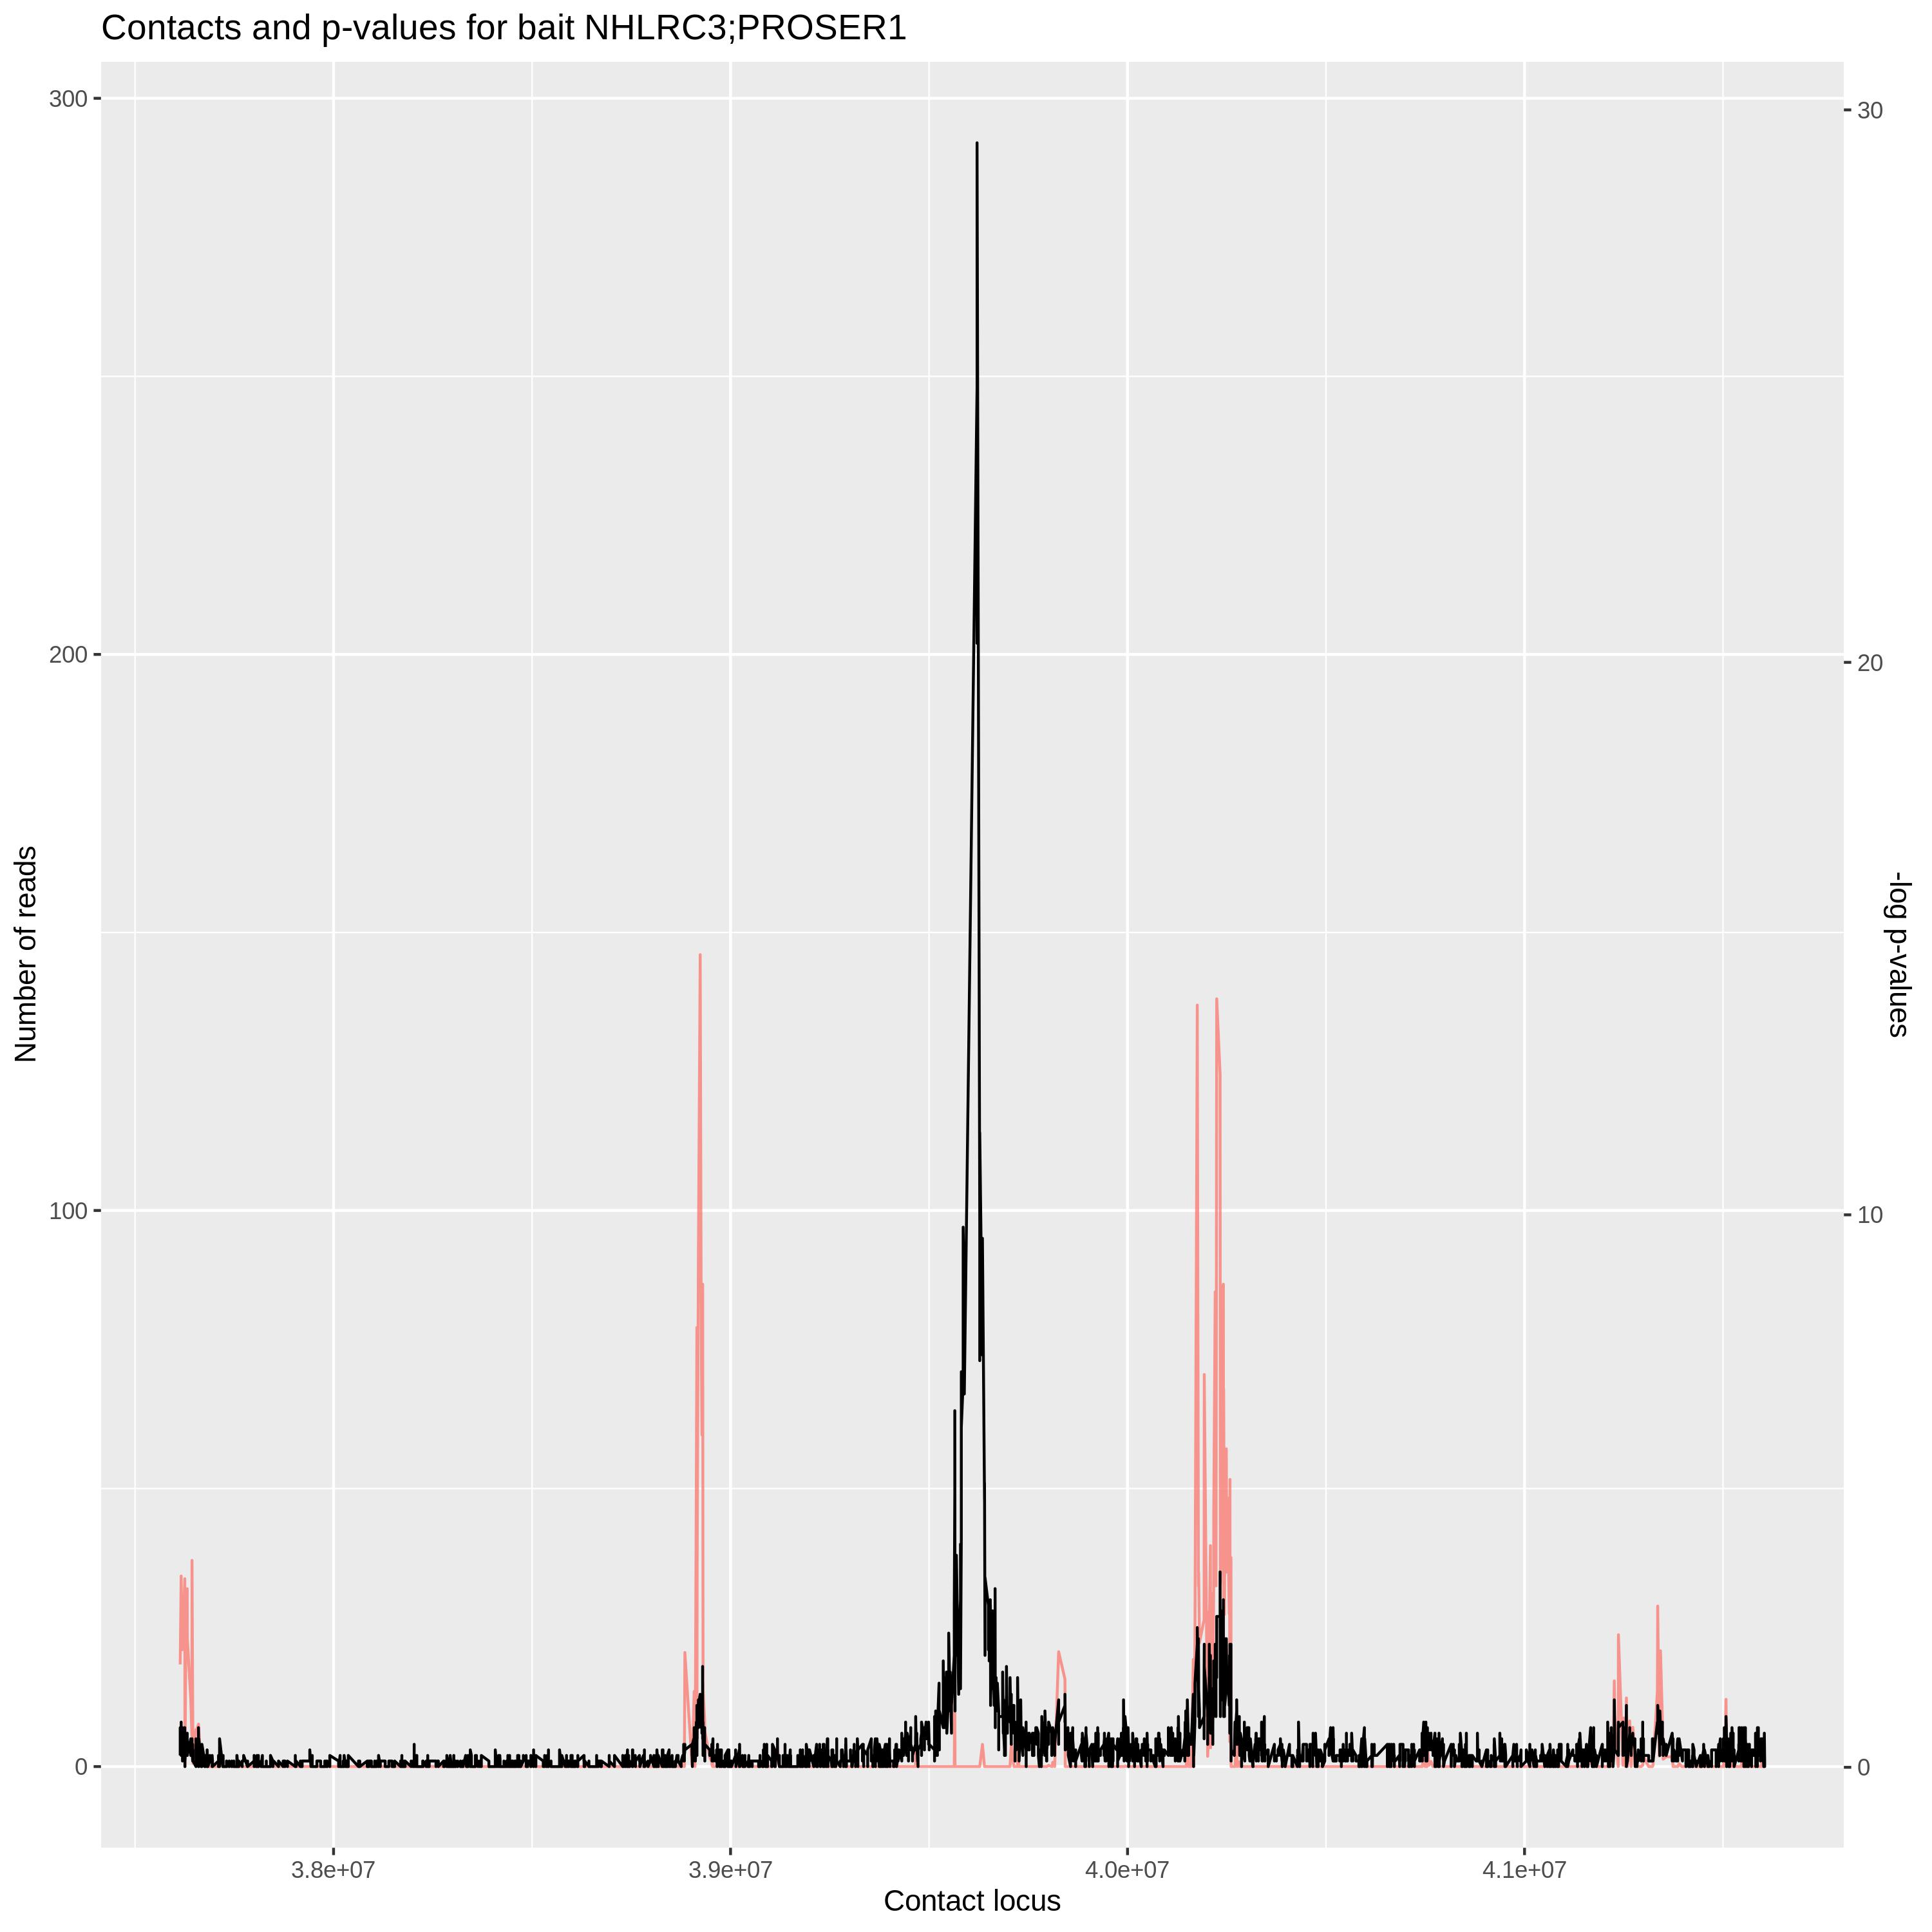 Contacts and p-values for bait NHLRC3;PROSER1
300
200
100
0
Number of reads
30
20
10
0
-log p-values
3.8e+07
3.9e+07
4.0e+07
4.1e+07
Contact locus